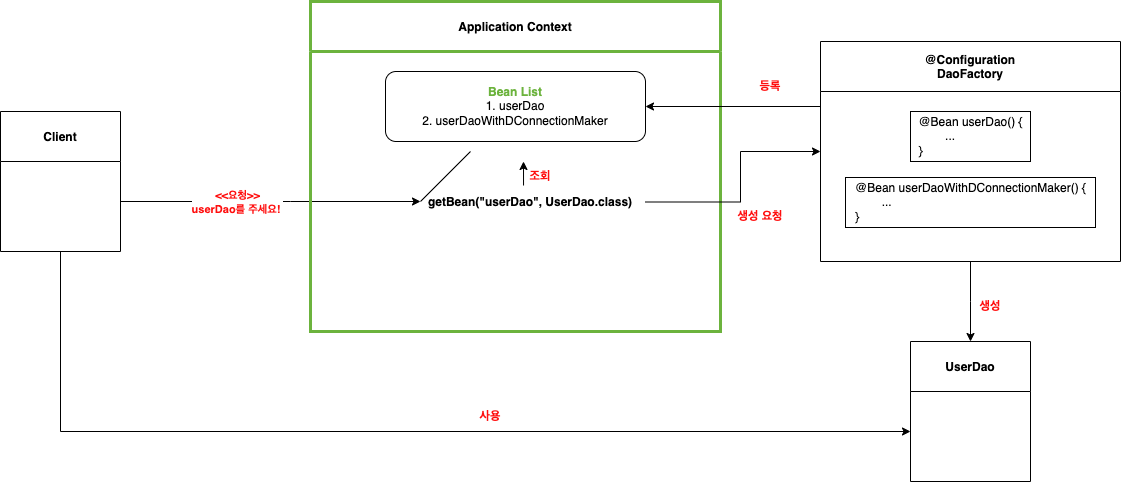 Application Context
Bean List
1. userDao
2. userDaoWithDConnectionMaker
등록
@Configuration
DaoFactory
@Bean userDao() {
...
}
@Bean userDaoWithDConnectionMaker() {
...
}
Client
<<요청>>
userDao를 주세요!
조회
getBean("userDao", UserDao.class)
생성 요청
생성
UserDao
사용